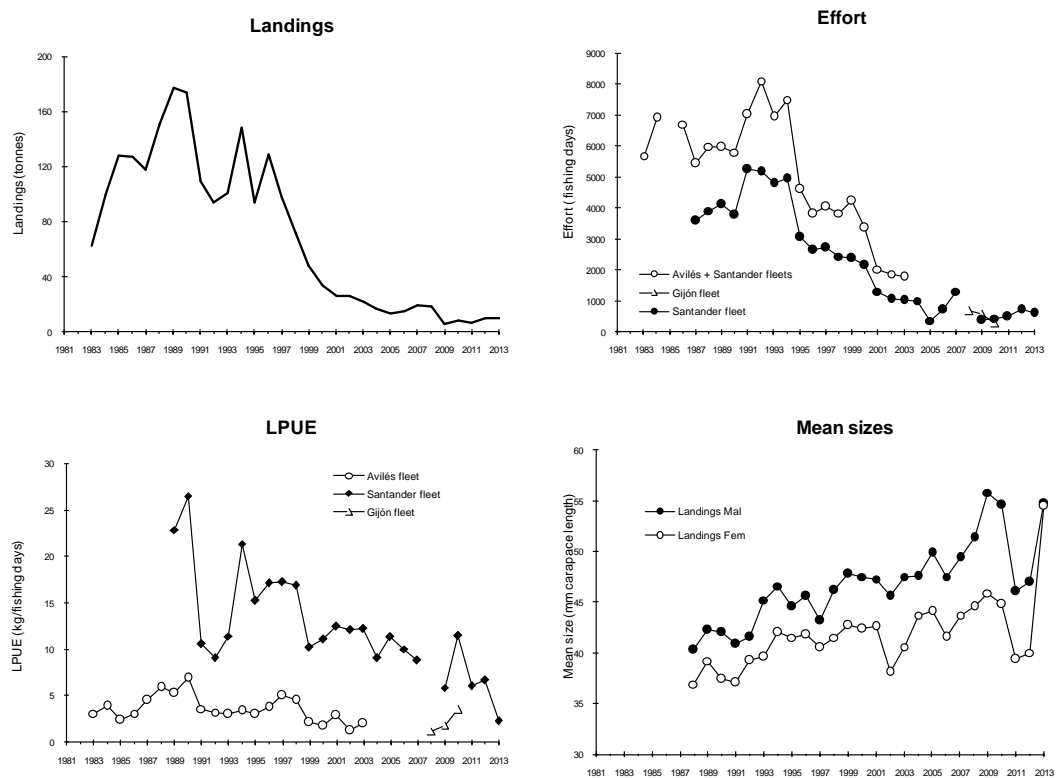 Landings
Landings (tonnes)
200
160
120
80
40
0
1981 1983 1985 1987 1989 1991 1993 1995 1997 1999 2001 2003 2005 2007 2009 2011 2013
Effort
Effort (fishing days)
9000
8000
7000
6000
5000
4000
3000
2000
1000
0
Avilés + Santander fleets
Gijón fleet
Santander fleet
1981 1983 1985 1987 1989 1991 1993 1995 1997 1999 2001 2003 2005 2007 2009 2011 2013
LPUE
LPUE (kg/fishing days)
30
25
20
15
10
5
0
Avilés fleet
Santander fleet
Gijón fleet
1981 1983 1985 1987 1989 1991 1993 1995 1997 1999 2001 2003 2005 2007 2009 2011 2013
Mean sizes
Mean size (mm carapace length)
60
55
50
45
40
35
30
Landings Mal
Landings Fem
1981 1983 1985 1987 1989 1991 1993 1995 1997 1999 2001 2003 2005 2007 2009 2011 2013